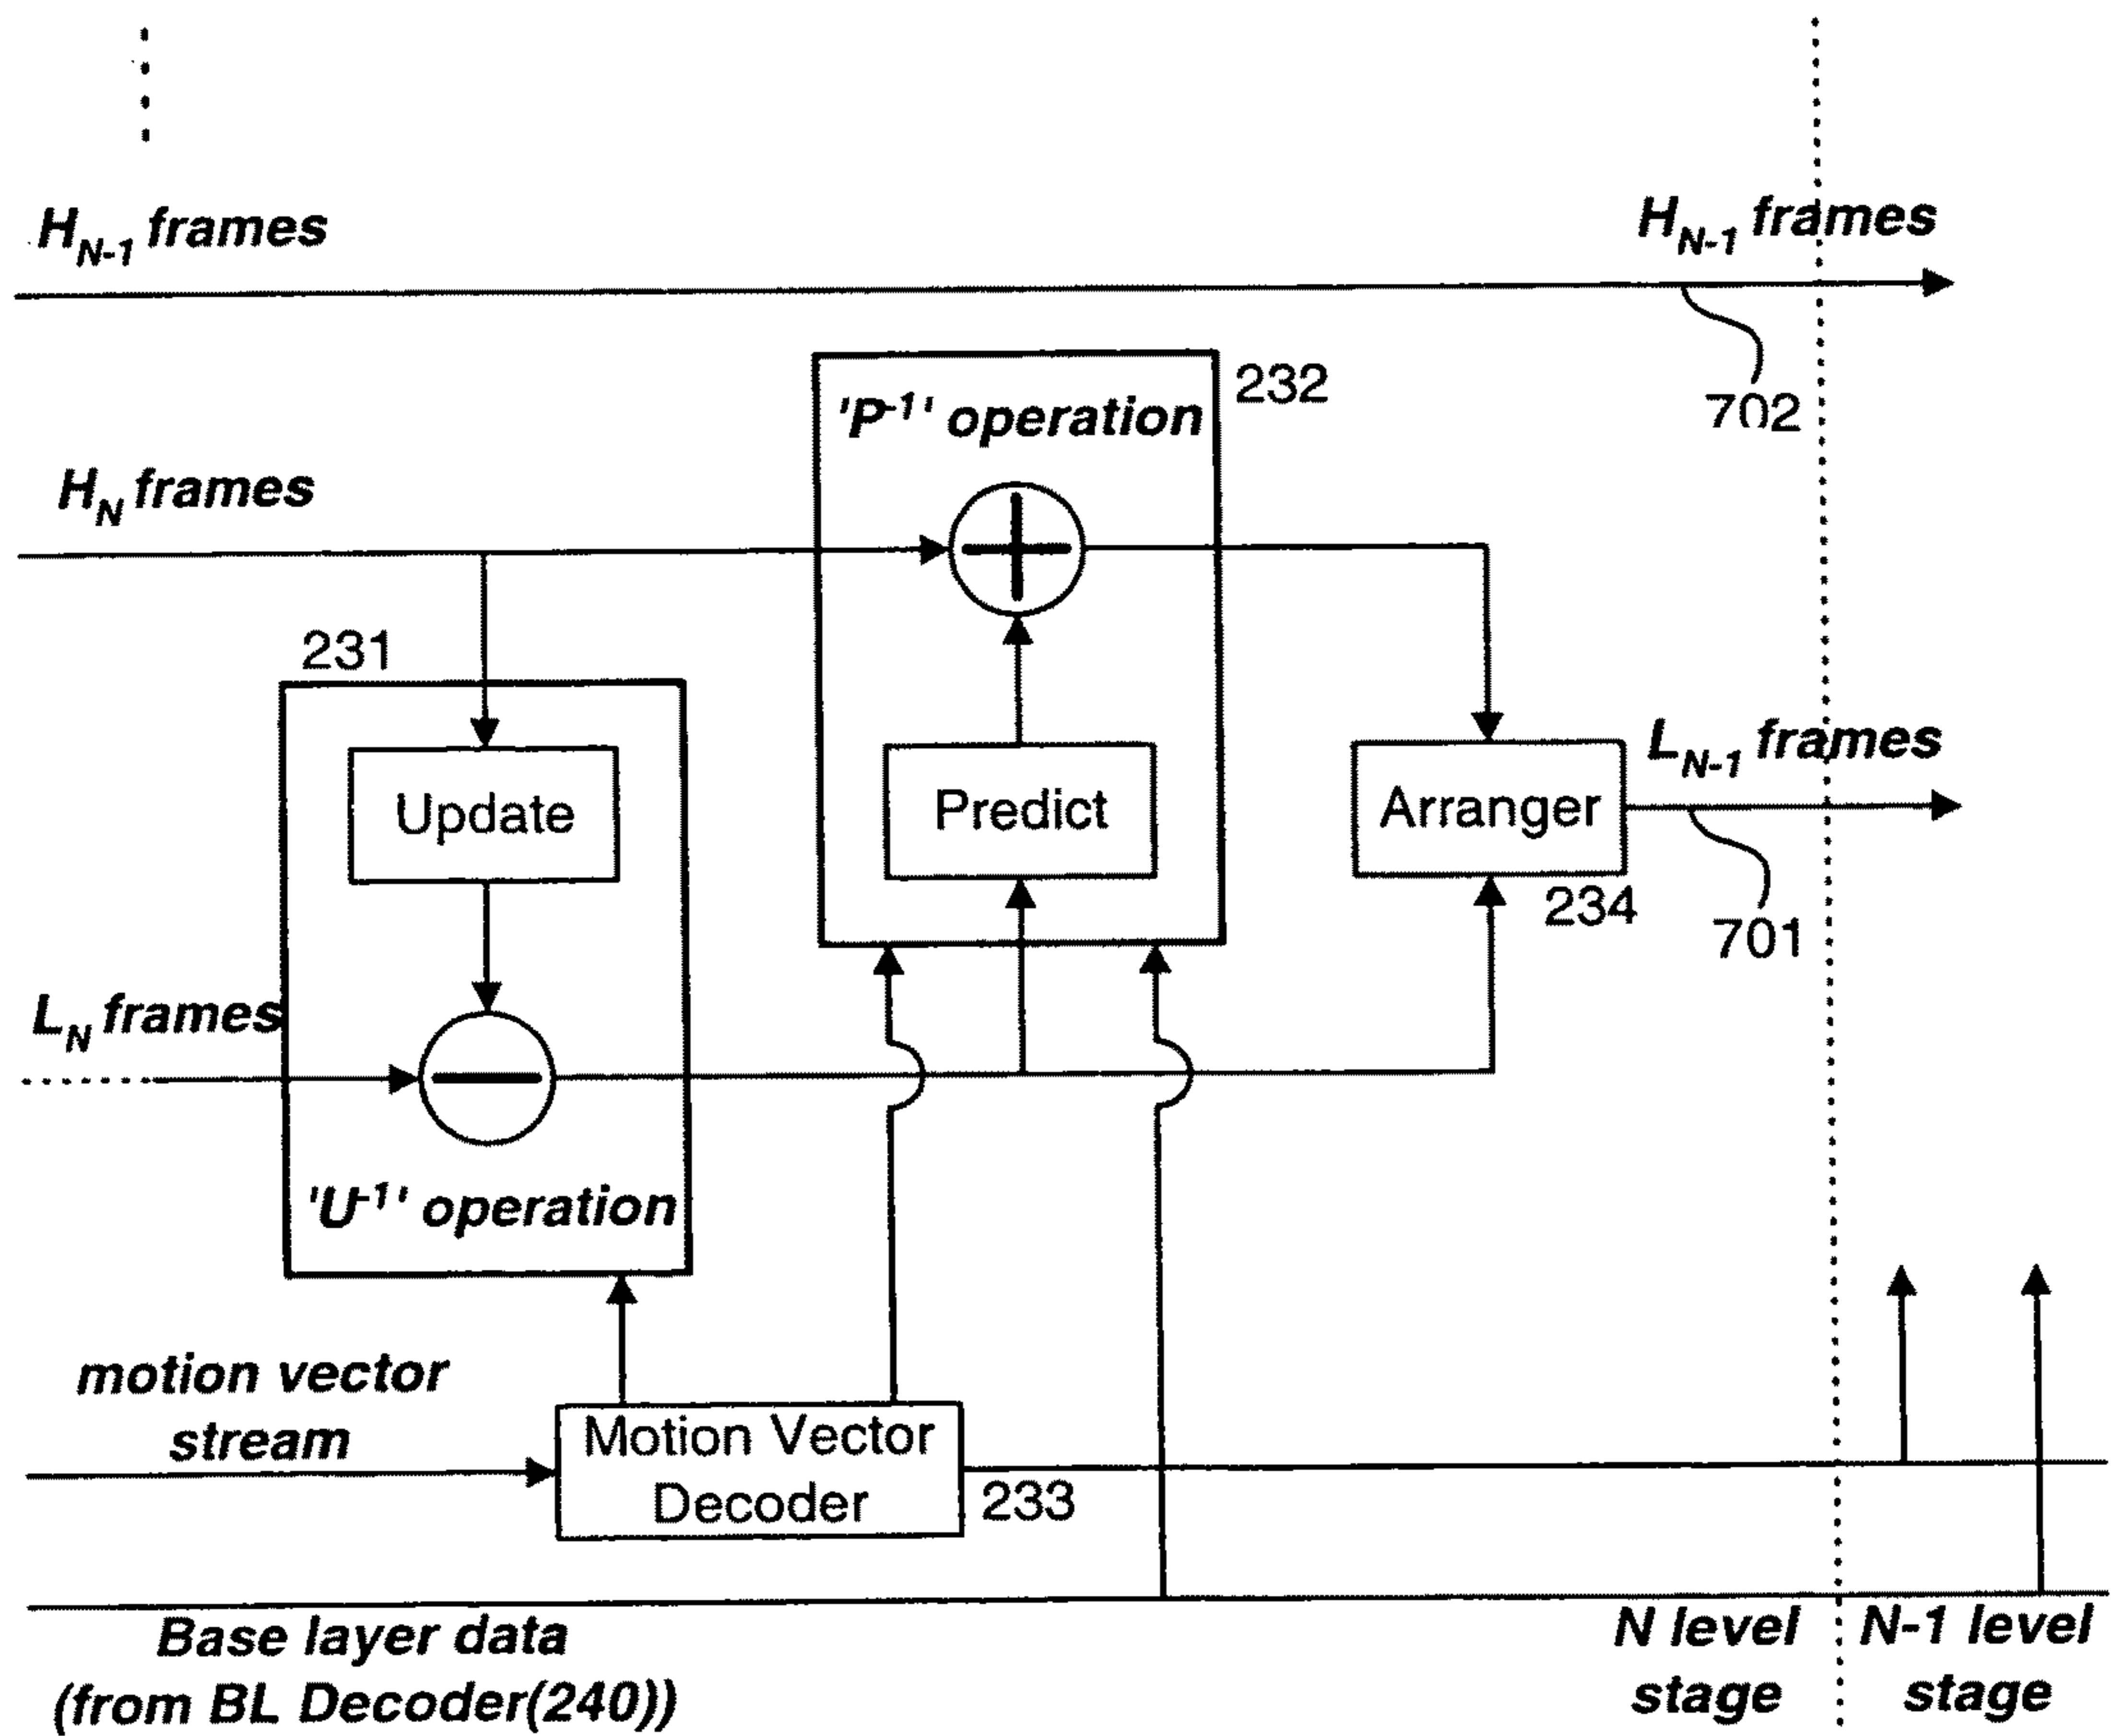 H_{N-1} frames
H_{N-1} frames
702
'P^{-1}' operation
232
H_N frames
231
Update
Predict
Arranger
L_{N-1} frames
234
701
L_N frames
'U^{-1}' operation
motion vector
stream
Motion Vector
Decoder
233
Base layer data
(from BL Decoder(240))
N level
stage
N-1 level
stage